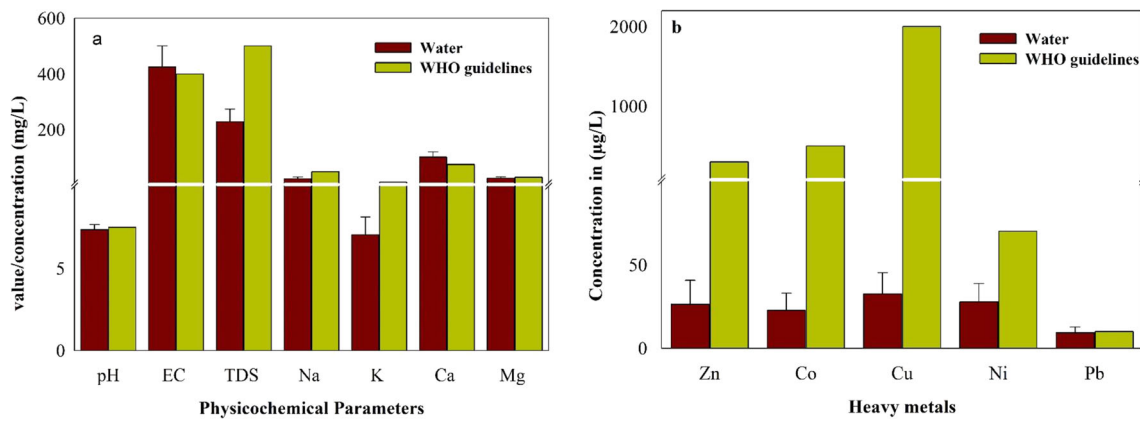 a
Water
WHO guidelines
600
400
200
5
0
value/concentration (mg/L)
pH EC TDS Na K Ca Mg
Physicochemical Parameters
b
Water
WHO guidelines
2000
1000
50
0
Concentration in (µg/L)
Zn Co Cu Ni Pb
Heavy metals